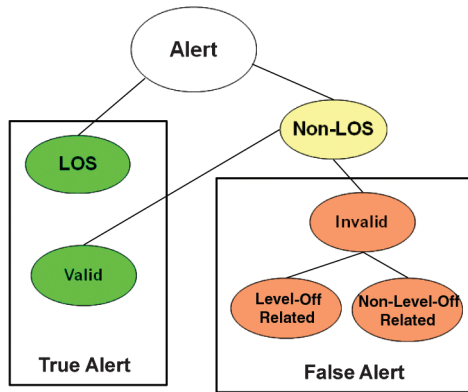 Alert
Non-LOS
LOS
Invalid
Valid
Level-Off
Related
Non-Level-Off
Related
True Alert
False Alert